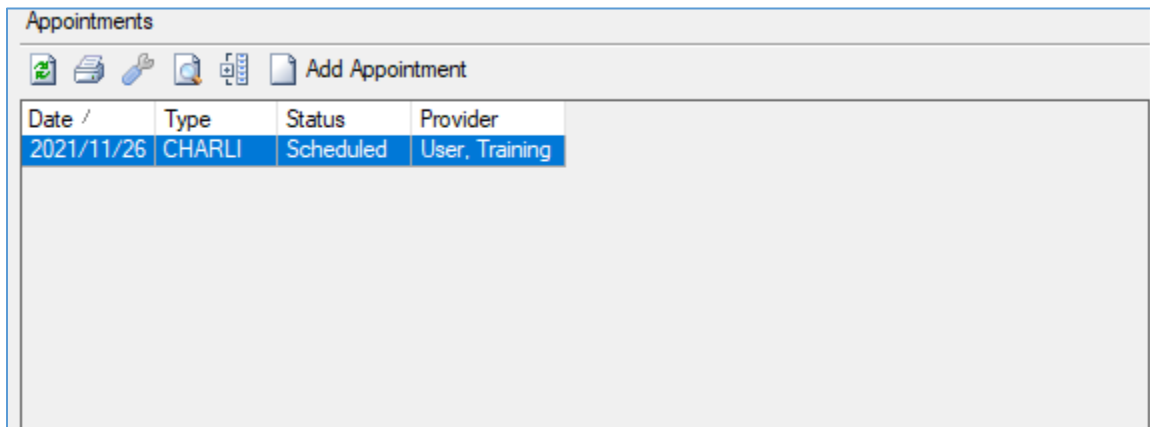 Appointments
Add Appointment
Date / Type Status Provider
2021/11/26 CHARLI Scheduled User, Training